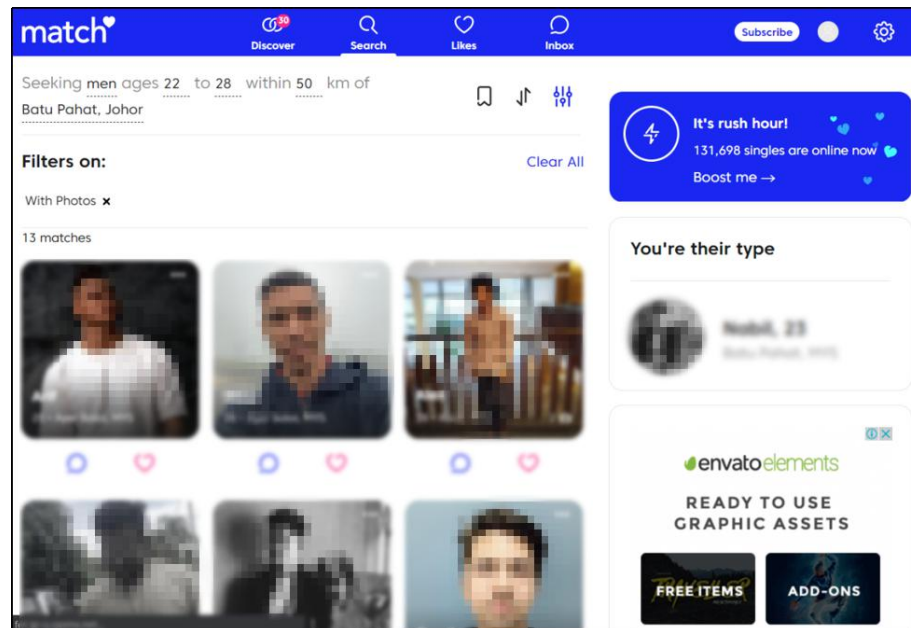 match
30
Discover
Search
Likes
Inbox
Subscribe
Seeking men ages 22 to 28 within 50 km of
Batu Pahat, Johor
Filters on:
Clear All
With Photos ×
13 matches
It's rush hour!
131,698 singles are online now
Boost me →
You're their type
Nabil, 23
envatoelements
READY TO USE
GRAPHIC ASSETS
FREE ITEMS
ADD-ONS